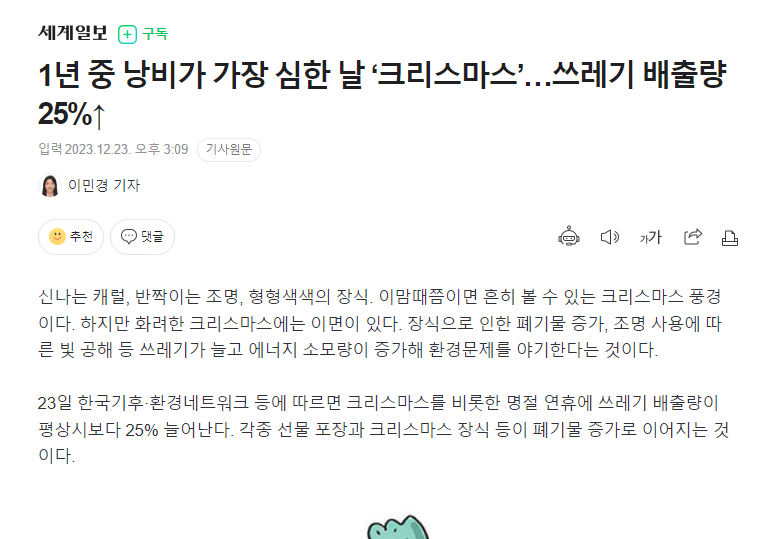 세계일보 구독
1년 중 낭비가 가장 심한 날 ‘크리스마스’…쓰레기 배출량
25%↑
입력 2023.12.23. 오후 3:09 기사원문
이민경 기자
추천 댓글 가가
신나는 캐럴, 반짝이는 조명, 형형색색의 장식. 이맘때쯤이면 흔히 볼 수 있는 크리스마스 풍경
이다. 하지만 화려한 크리스마스에는 이면이 있다. 장식으로 인한 폐기물 증가, 조명 사용에 따
른 빛 공해 등 쓰레기가 늘고 에너지 소모량이 증가해 환경문제를 야기한다는 것이다.
23일 한국기후·환경네트워크 등에 따르면 크리스마스를 비롯한 명절 연휴에 쓰레기 배출량이
평상시보다 25% 늘어난다. 각종 선물 포장과 크리스마스 장식 등이 폐기물 증가로 이어지는 것
이다.